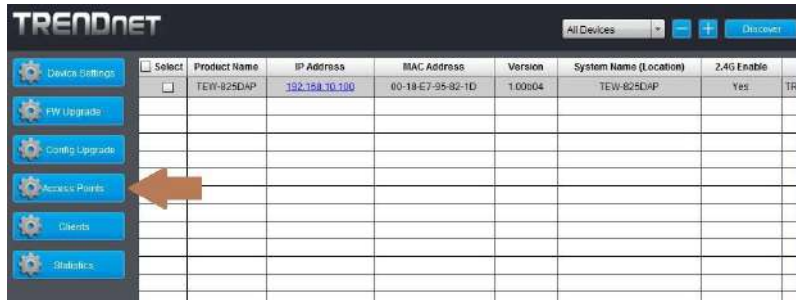 TRENDNET
All Devices - + Discover
Device Settings
FW Upgrade
Config Upgrade
Access Points
Clients
Statistics
Select Product Name IP Address MAC Address Version System Name (Location) 2.4G Enable
TEW-825DAP 192.168.10.100 00-18-E7-95-82-1D 1.00b04 TEW-825DAP Yes TR